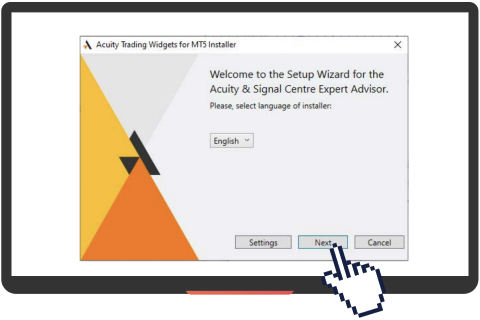 Acuity Trading Widgets for MT5 Installer
Welcome to the Setup Wizard for the
Acuity & Signal Centre Expert Advisor.
Please, select language of installer:
English
Settings Next Cancel